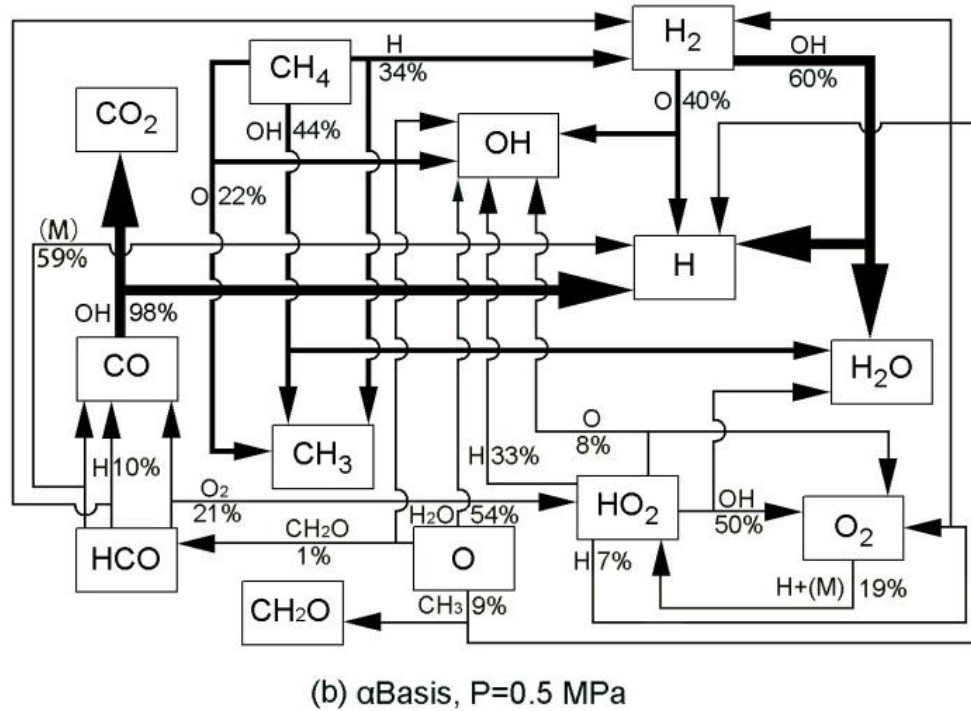 H₂
OH
60%
CH₄
H
34%
O 40%
OH 44%
CO₂
OH
O 22%
(M)
59%
H
OH 98%
CO
H₂O
CH₃
O
8%
H 10%
H 33%
O₂
21%
HO₂
OH
50%
O₂
H₂O 54%
CH₂O
1%
HCO
O
H 7%
H+(M) 19%
CH₃ 9%
CH₂O
(b) αBasis, P=0.5 MPa